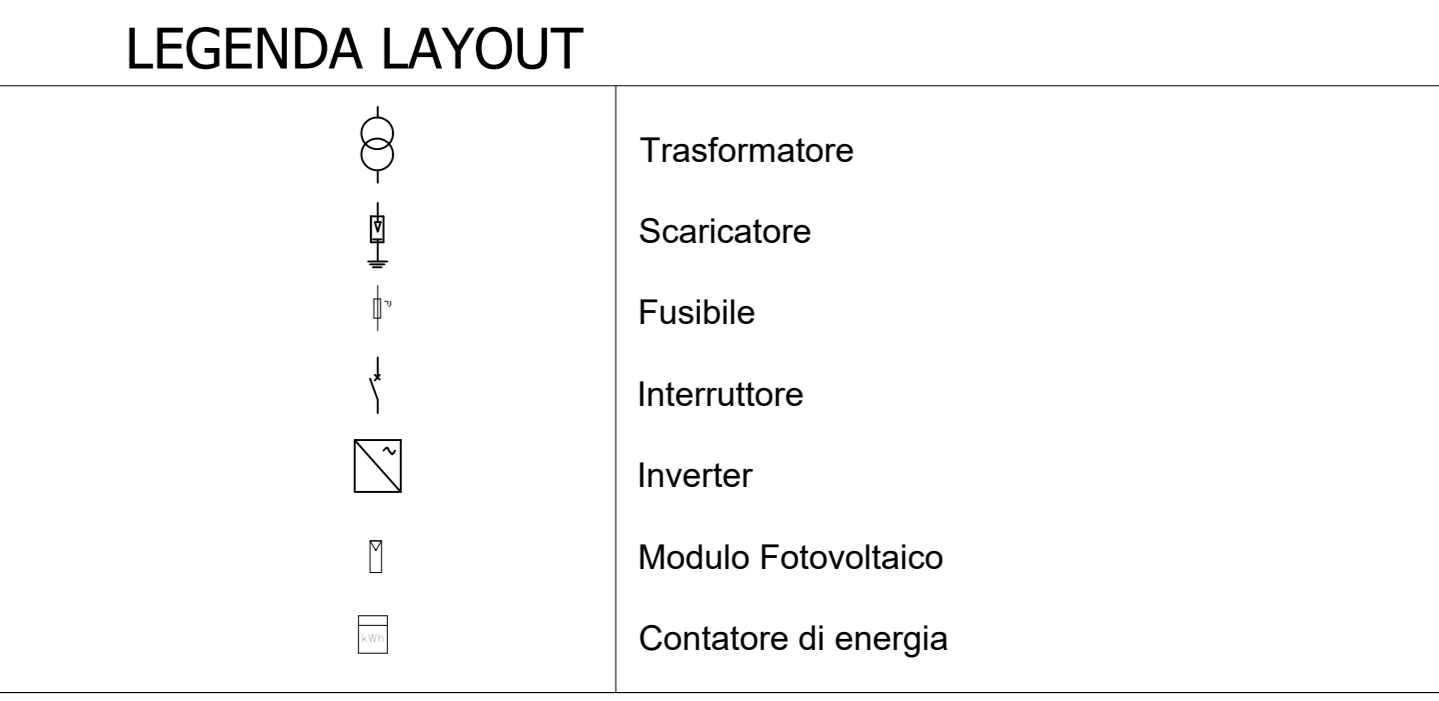 LEGENDA LAYOUT
Trasformatore
Scaricatore
Fusibile
Interruttore
Inverter
Modulo Fotovoltaico
kWh
Contatore di energia